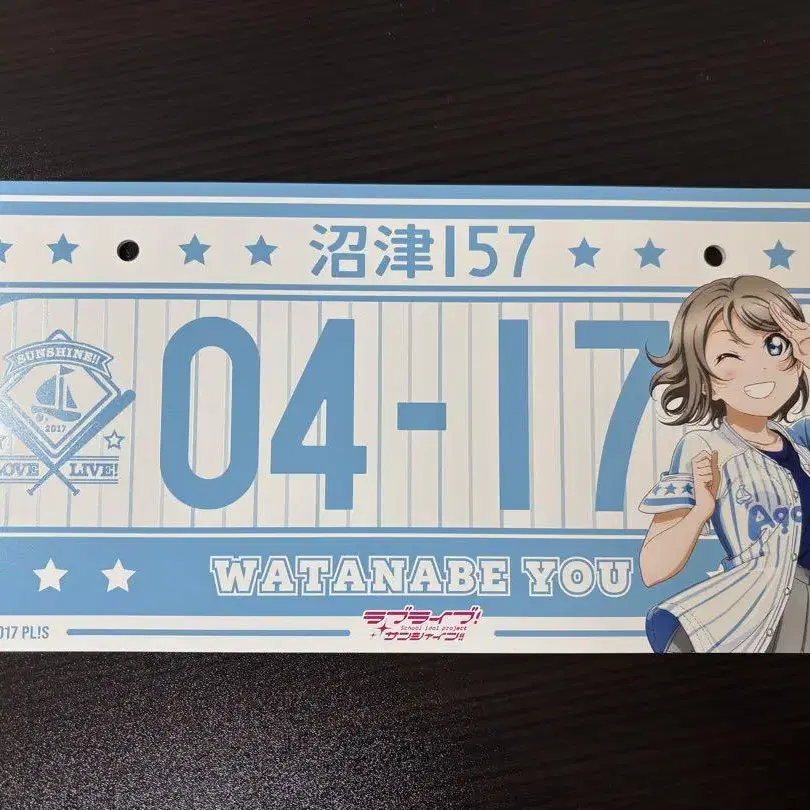 沼津157
04-17
SUNSHINE!!
2017
LOVE LIVE!
WATANABE YOU
2017 PL!S
ラブライブ!
School idol project
サンシャイン!!